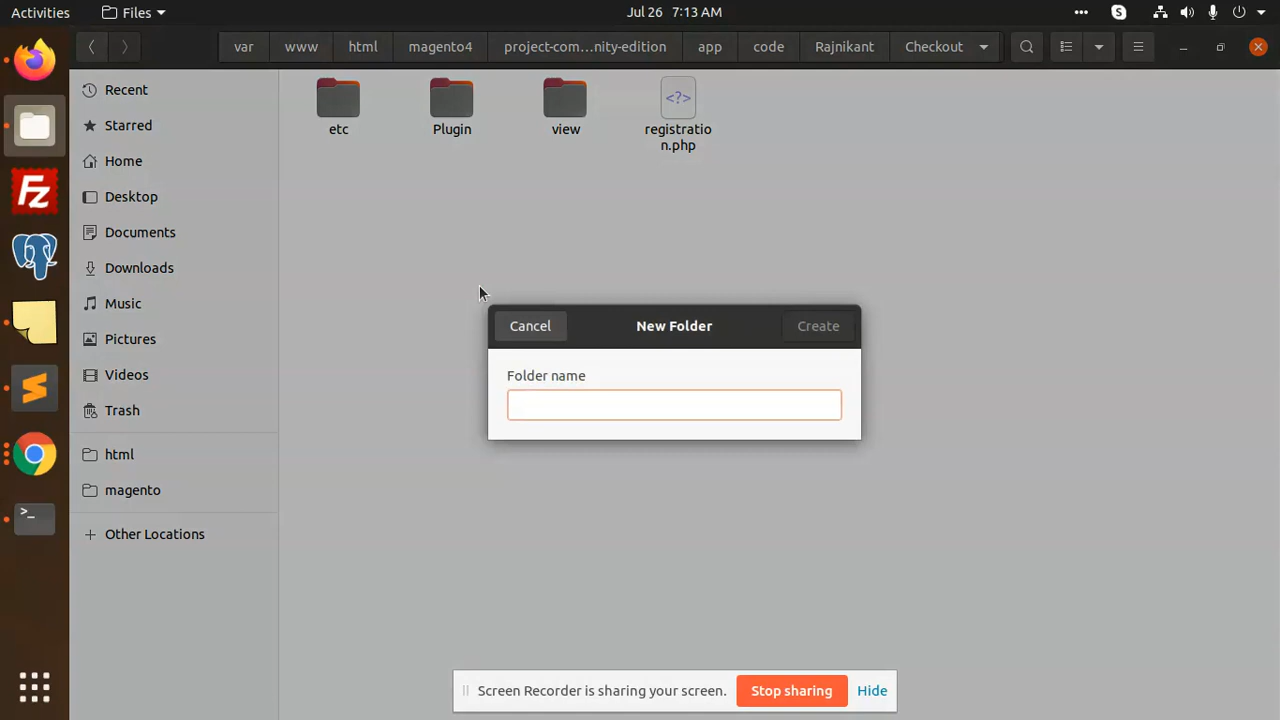 Activities
Files
Jul 26 7:13 AM
var
www
html
magento4
project-com…nity-edition
app
code
Rajnikant
Checkout
Recent
Starred
Home
Desktop
Documents
Downloads
Music
Pictures
Videos
Trash
html
magento
+ Other Locations
etc
Plugin
view
<?>
registratio
n.php
Cancel
New Folder
Create
Folder name
Fz
>_
Screen Recorder is sharing your screen.
Stop sharing
Hide